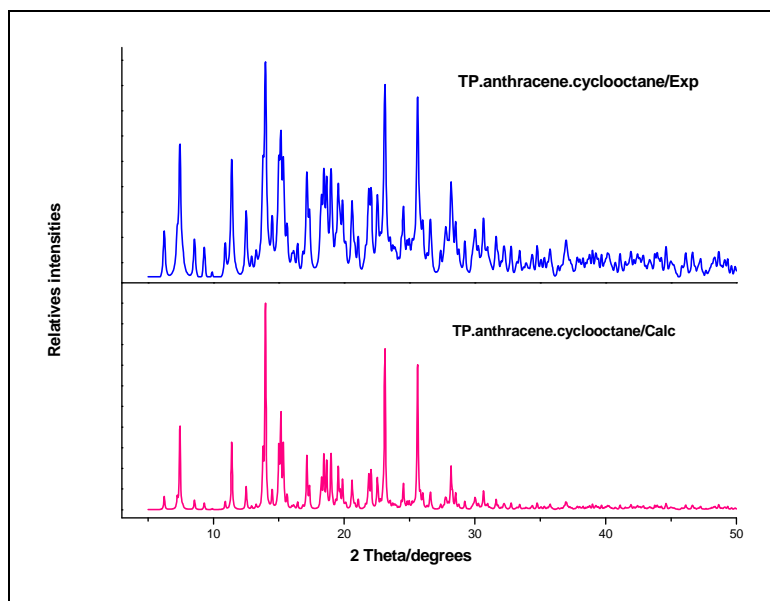 TP.anthracene.cyclooctane/Exp
Relatives intensities
TP.anthracene.cyclooctane/Calc
10 20 30 40 50
2 Theta/degrees